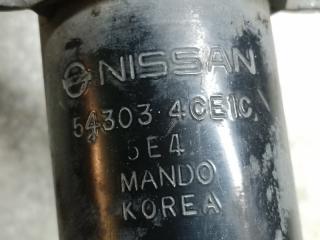 NISSAN
54303 4CE1C
5E4
MANDO
KOREA